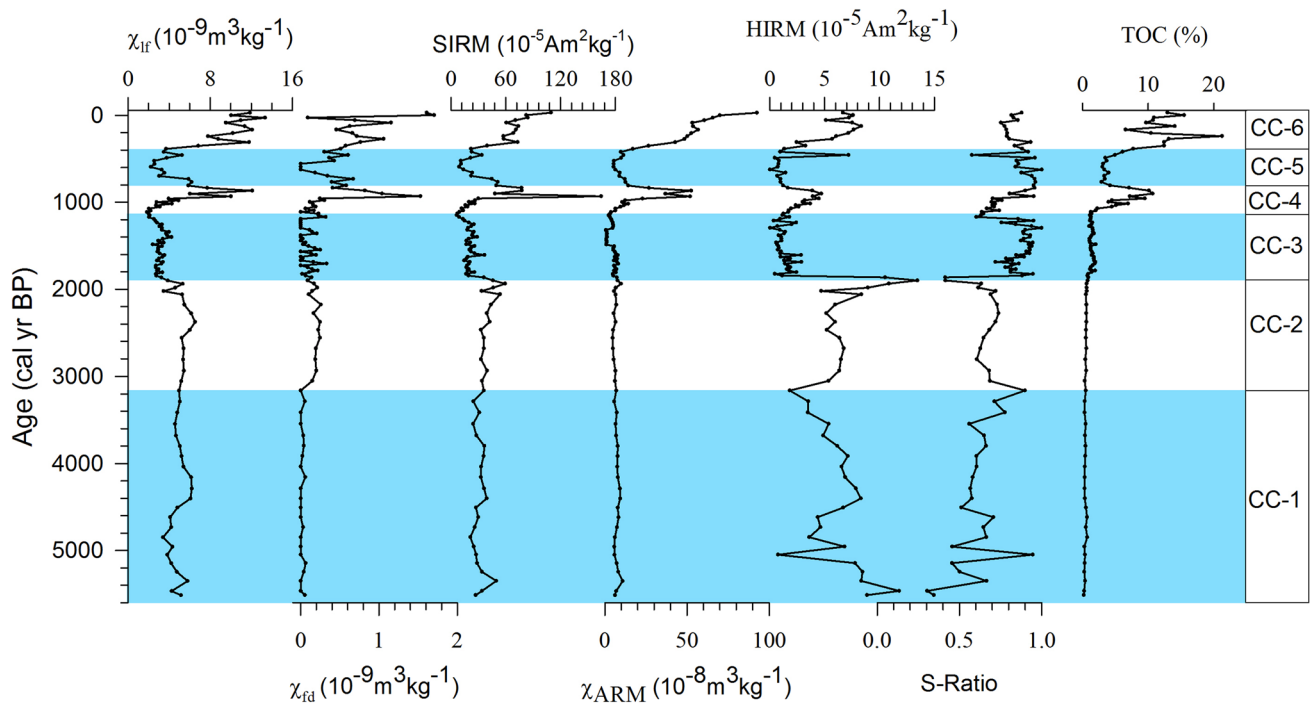 χlf (10-9m3kg-1)
SIRM (10-5Am2kg-1)
HIRM (10-5Am2kg-1)
TOC (%)
0 8 16
0 60 120 180
0 5 10 15
0 10 20
0
1000
2000
3000
4000
5000
Age (cal yr BP)
CC-6
CC-5
CC-4
CC-3
CC-2
CC-1
0 1 2
0 50 100
0.0 0.5 1.0
χfd (10-9m3kg-1)
χARM (10-8m3kg-1)
S-Ratio